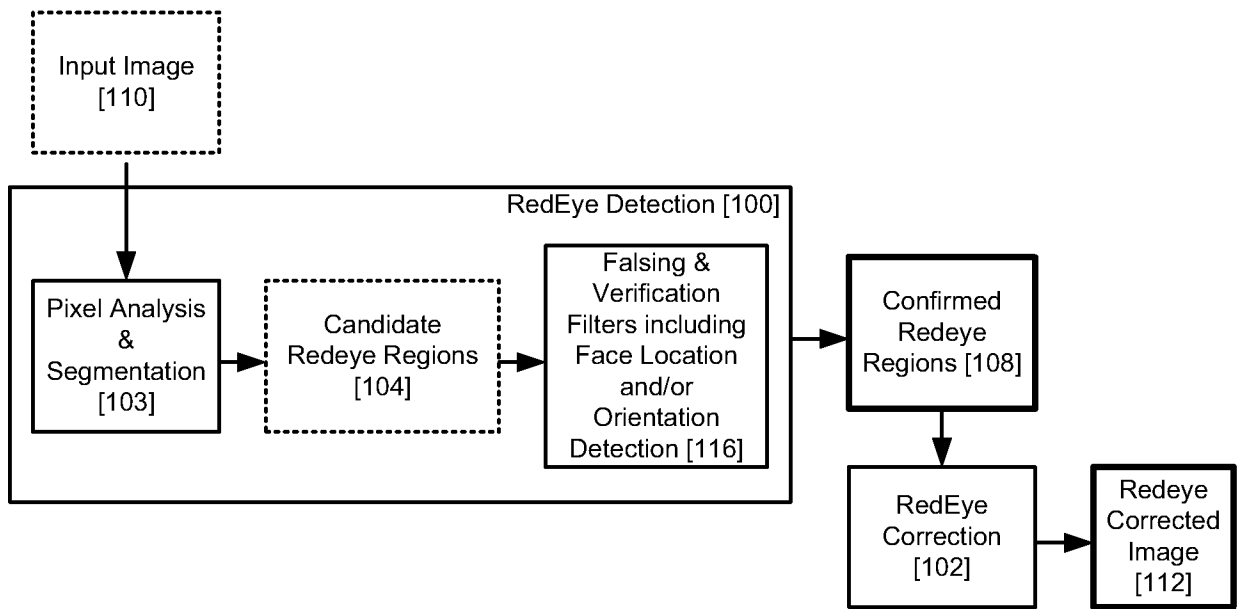 Input Image
[110]
RedEye Detection [100]
Pixel Analysis
&
Segmentation
[103]
Candidate
Redeye Regions
[104]
Falsing &
Verification
Filters including
Face Location
and/or
Orientation
Detection [116]
Confirmed
Redeye
Regions [108]
RedEye
Correction
[102]
Redeye
Corrected
Image
[112]